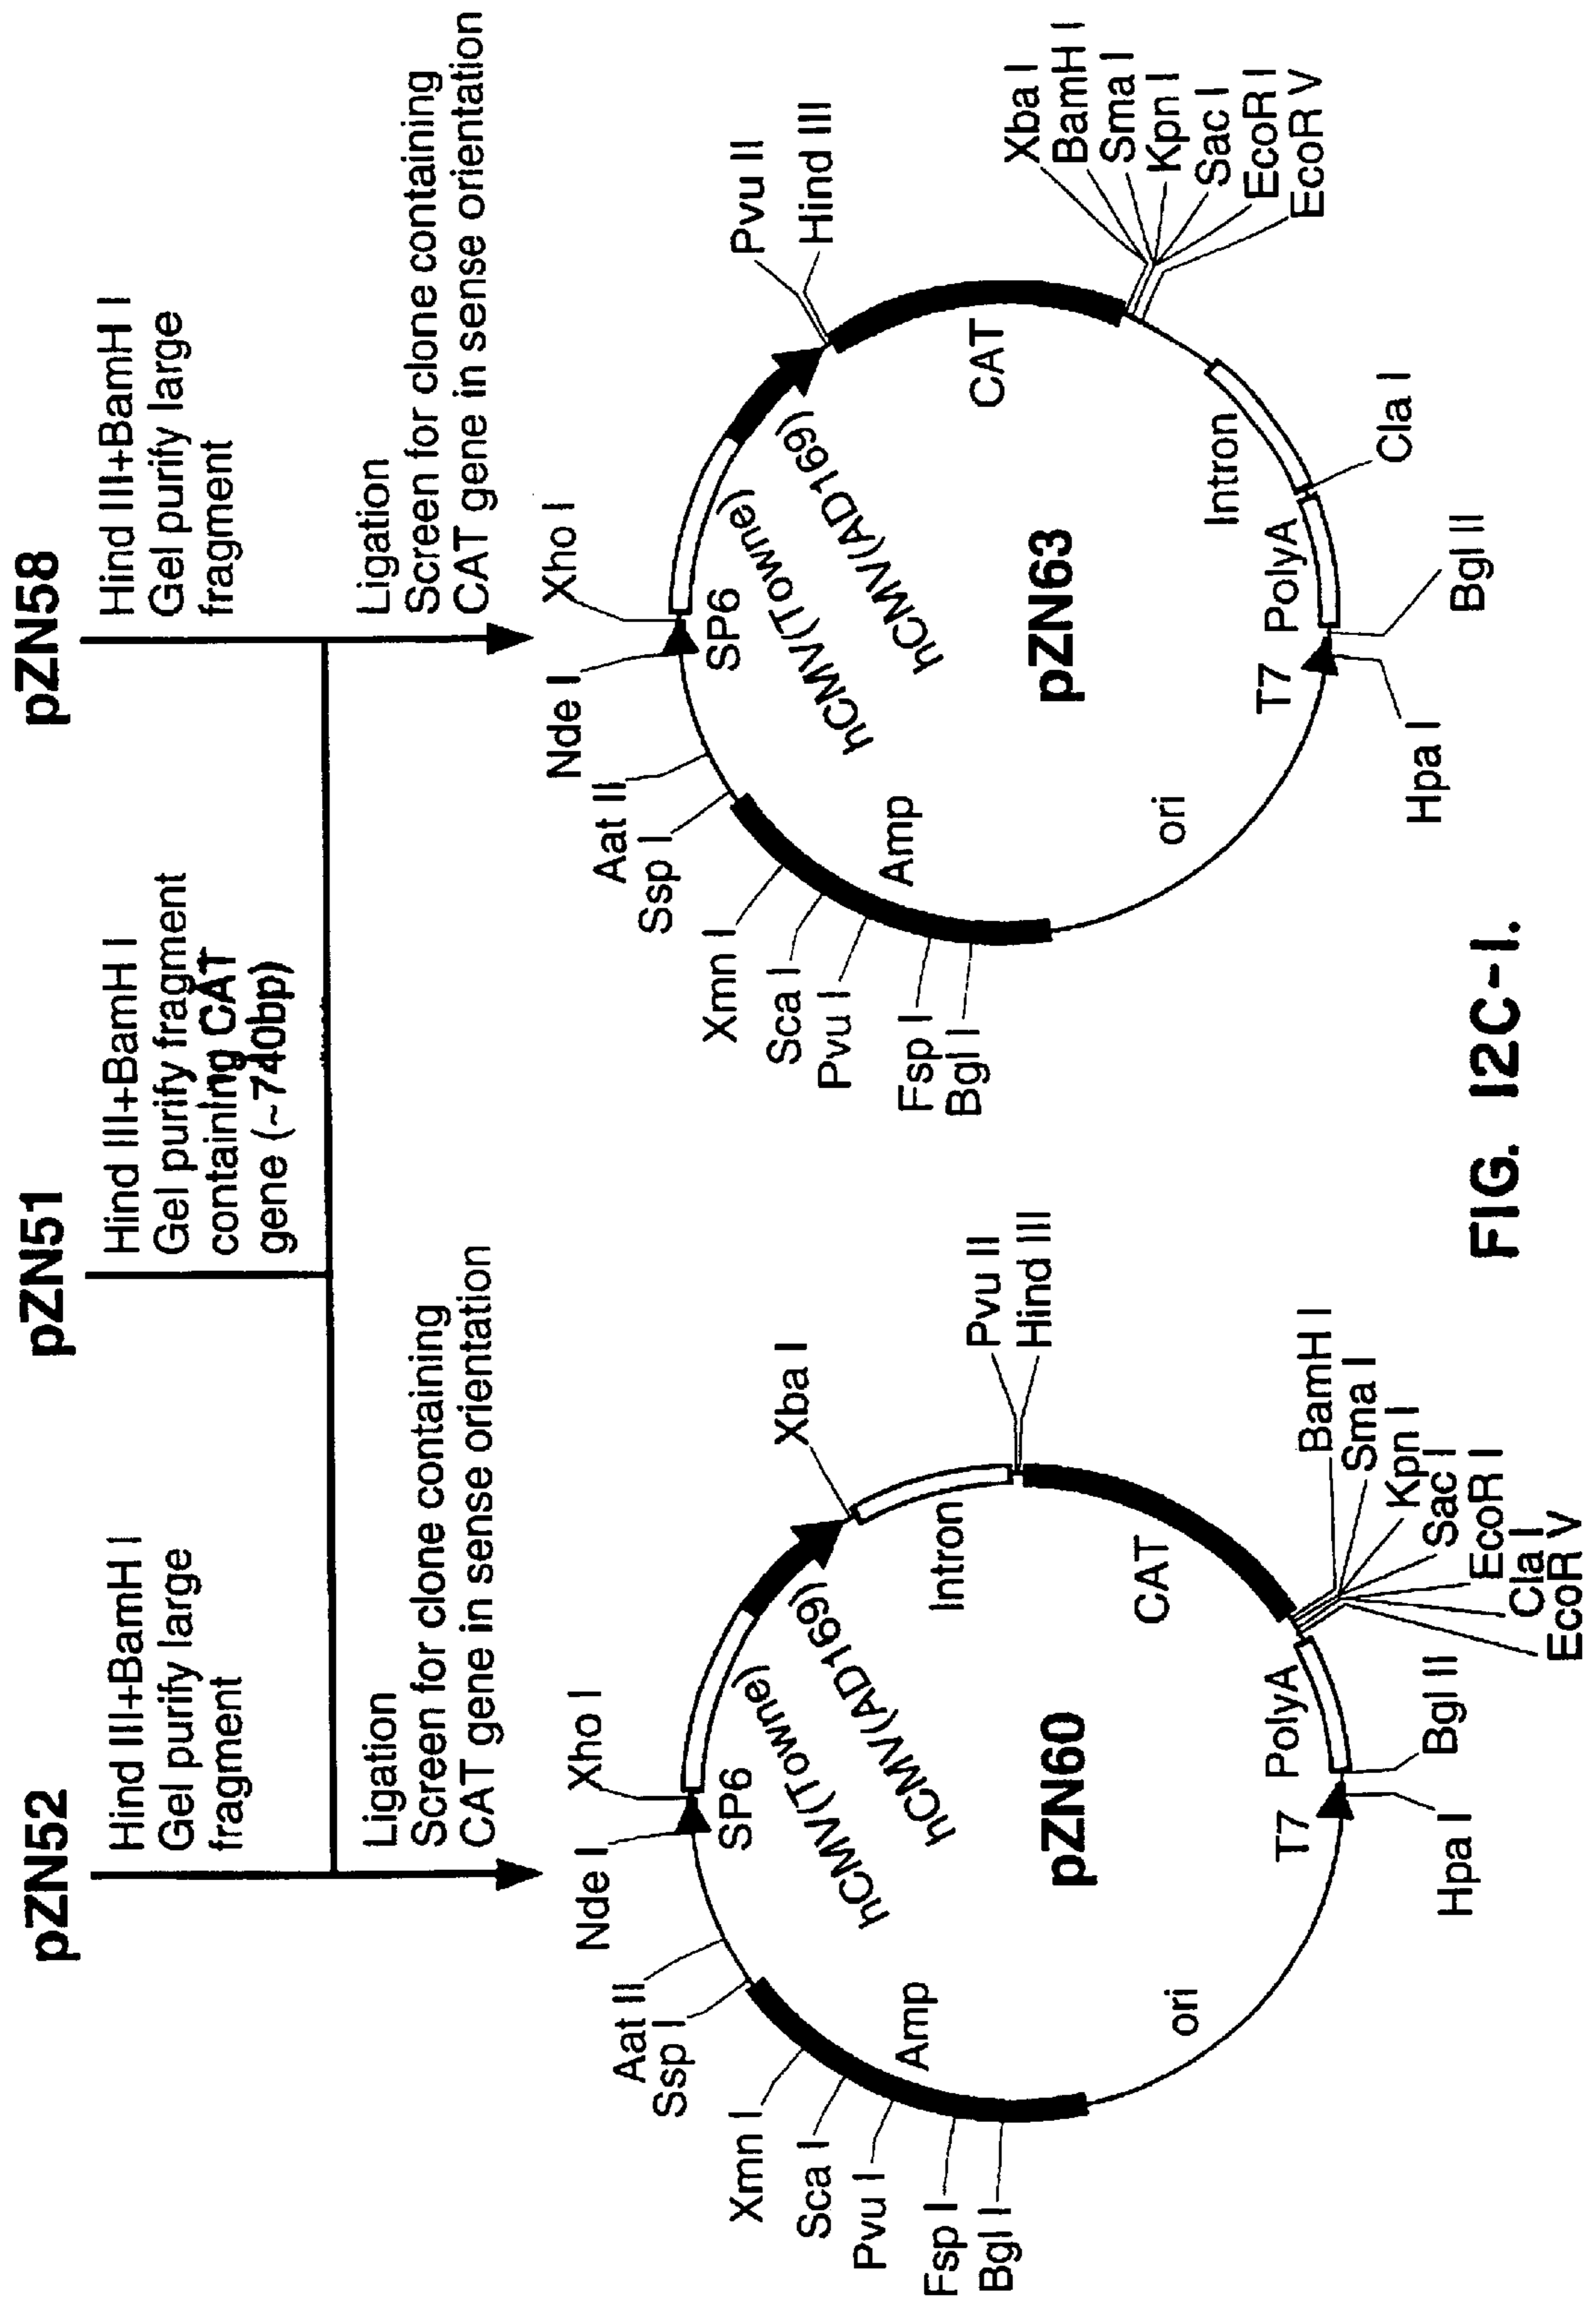 pZN52
pZN51
pZN58
Hind III+BamH I
Gel purify large
fragment
Hind III+BamH I
Gel purify fragment
containing CAT
gene (~740bp)
Hind III+BamH I
Gel purify large
fragment
Ligation
Screen for clone containing
CAT gene in sense orientation
Ligation
Screen for clone containing
CAT gene in sense orientation
Nde I
Xho I
Aat II
Ssp I
Xmn I
Sca I
Pvu I
Fsp I
Bgl I
SP6
hCMV(Towne)
hCMV(AD169)
Xba I
Intron
Pvu II
Hind III
Amp
pZN60
CAT
ori
T7
PolyA
BamH I
Sma I
Kpn I
Sac I
EcoR I
Cla I
EcoR V
Bgl II
Hpa I
Nde I
Xho I
Aat II
Ssp I
Xmn I
Sca I
Pvu I
Fsp I
Bgl I
SP6
hCMV(Towne)
hCMV(AD169)
Pvu II
Hind III
Amp
CAT
pZN63
ori
Xba I
BamH I
Sma I
Kpn I
Sac I
EcoR I
EcoR V
Intron
T7
PolyA
Cla I
Bgl II
Hpa I
FIG. 12C-1.